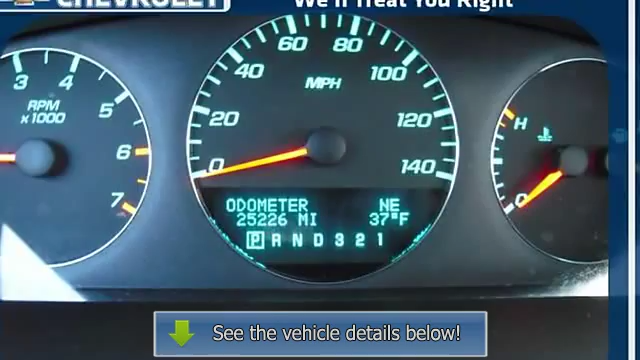 CHEVROLET
We'll Treat You Right
60 80
40 100
MPH
20 120
0 140
3 4 5 6 7
RPM
x1000
H
C
ODOMETER NE
25226 MI 37°F
P R N D 3 2 1
See the vehicle details below!